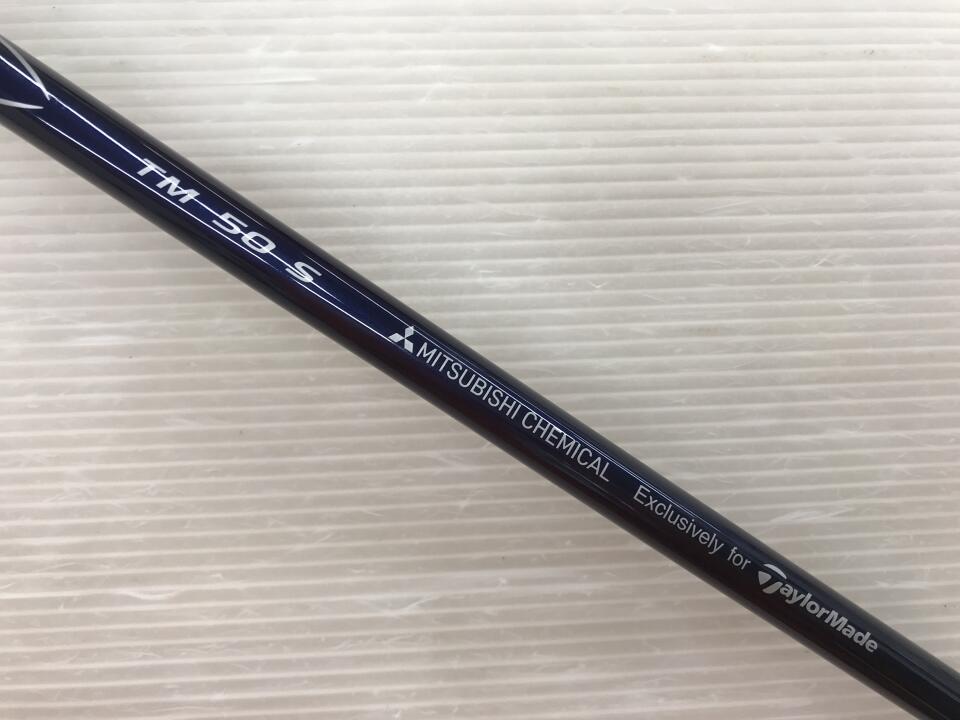 TM 50 S
MITSUBISHI CHEMICAL
Exclusively for TaylorMade